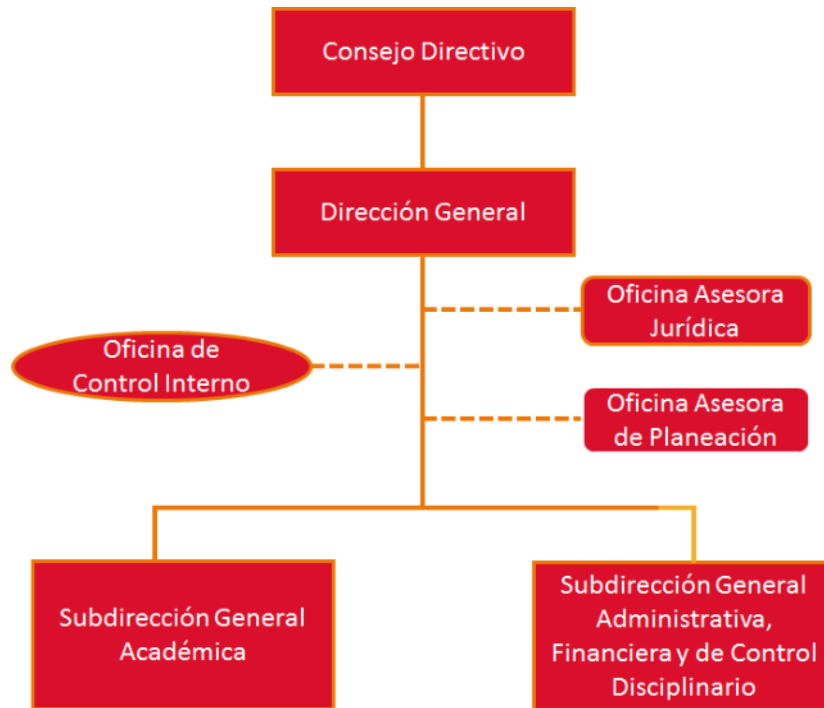 Consejo Directivo
Dirección General
Oficina Asesora
Jurídica
Oficina de
Control Interno
Oficina Asesora
de Planeación
Subdirección General
Académica
Subdirección General
Administrativa,
Financiera y de Control
Disciplinario